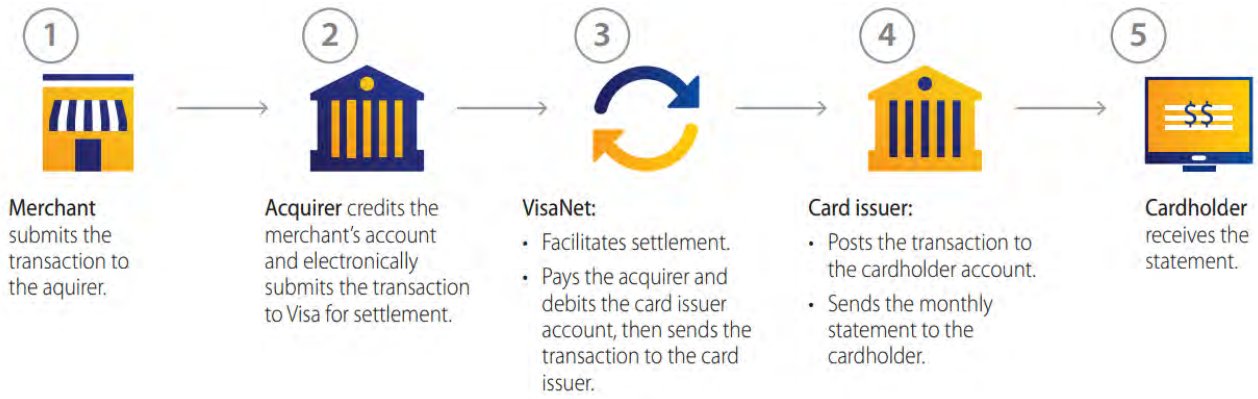 1
2
3
4
5
$$
Merchant
submits the
transaction to
the aquirer.
Acquirer credits the
merchant’s account
and electronically
submits the transaction
to Visa for settlement.
VisaNet:
• Facilitates settlement.
• Pays the acquirer and
debits the card issuer
account, then sends the
transaction to the card
issuer.
Card issuer:
• Posts the transaction to
the cardholder account.
• Sends the monthly
statement to the
cardholder.
Cardholder
receives the
statement.